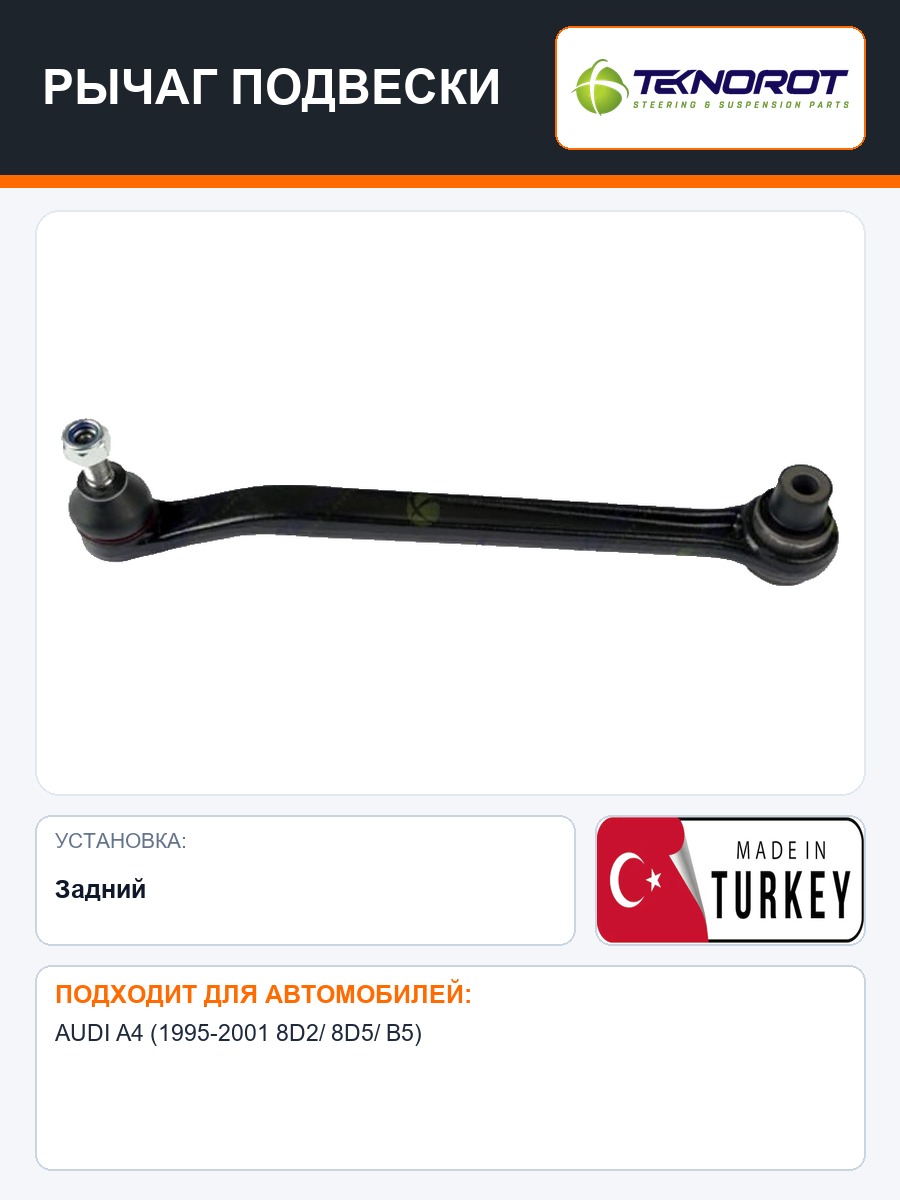 РЫЧАГ ПОДВЕСКИ
TEKNOROT
STEERING & SUSPENSION PARTS
УСТАНОВКА:
Задний
MADE IN
TURKEY
ПОДХОДИТ ДЛЯ АВТОМОБИЛЕЙ:
AUDI A4 (1995-2001 8D2/ 8D5/ B5)